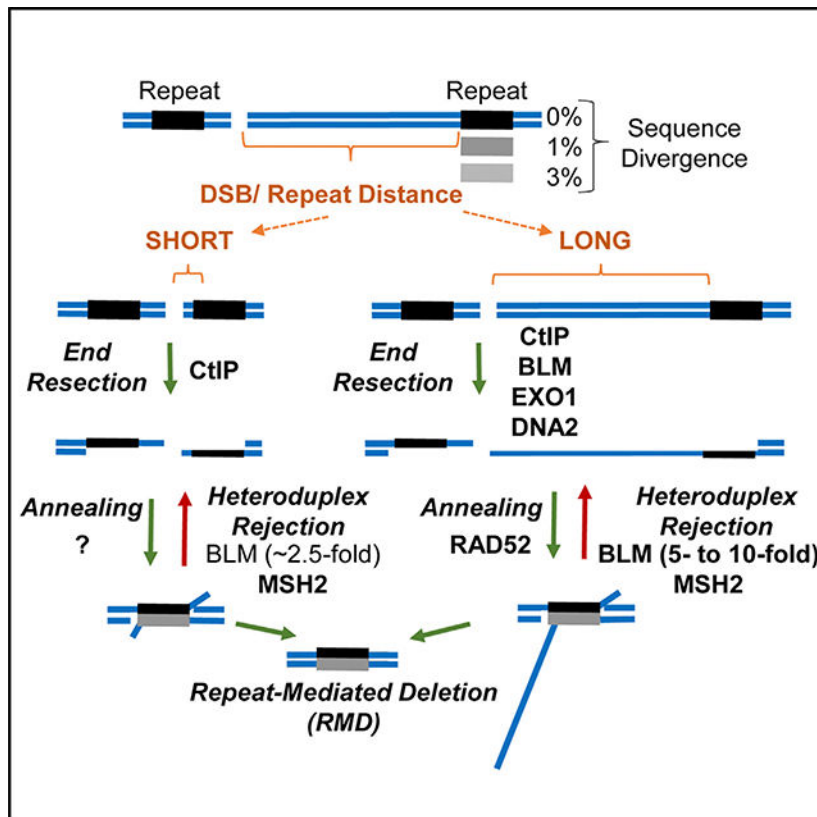 Repeat
Repeat
0%
1%
3%
Sequence
Divergence
DSB/ Repeat Distance
SHORT
LONG
End
Resection
CtIP
End
Resection
CtIP
BLM
EXO1
DNA2
Annealing
?
Heteroduplex
Rejection
BLM (~2.5-fold)
MSH2
Annealing
RAD52
Heteroduplex
Rejection
BLM (5- to 10-fold)
MSH2
Repeat-Mediated Deletion
(RMD)